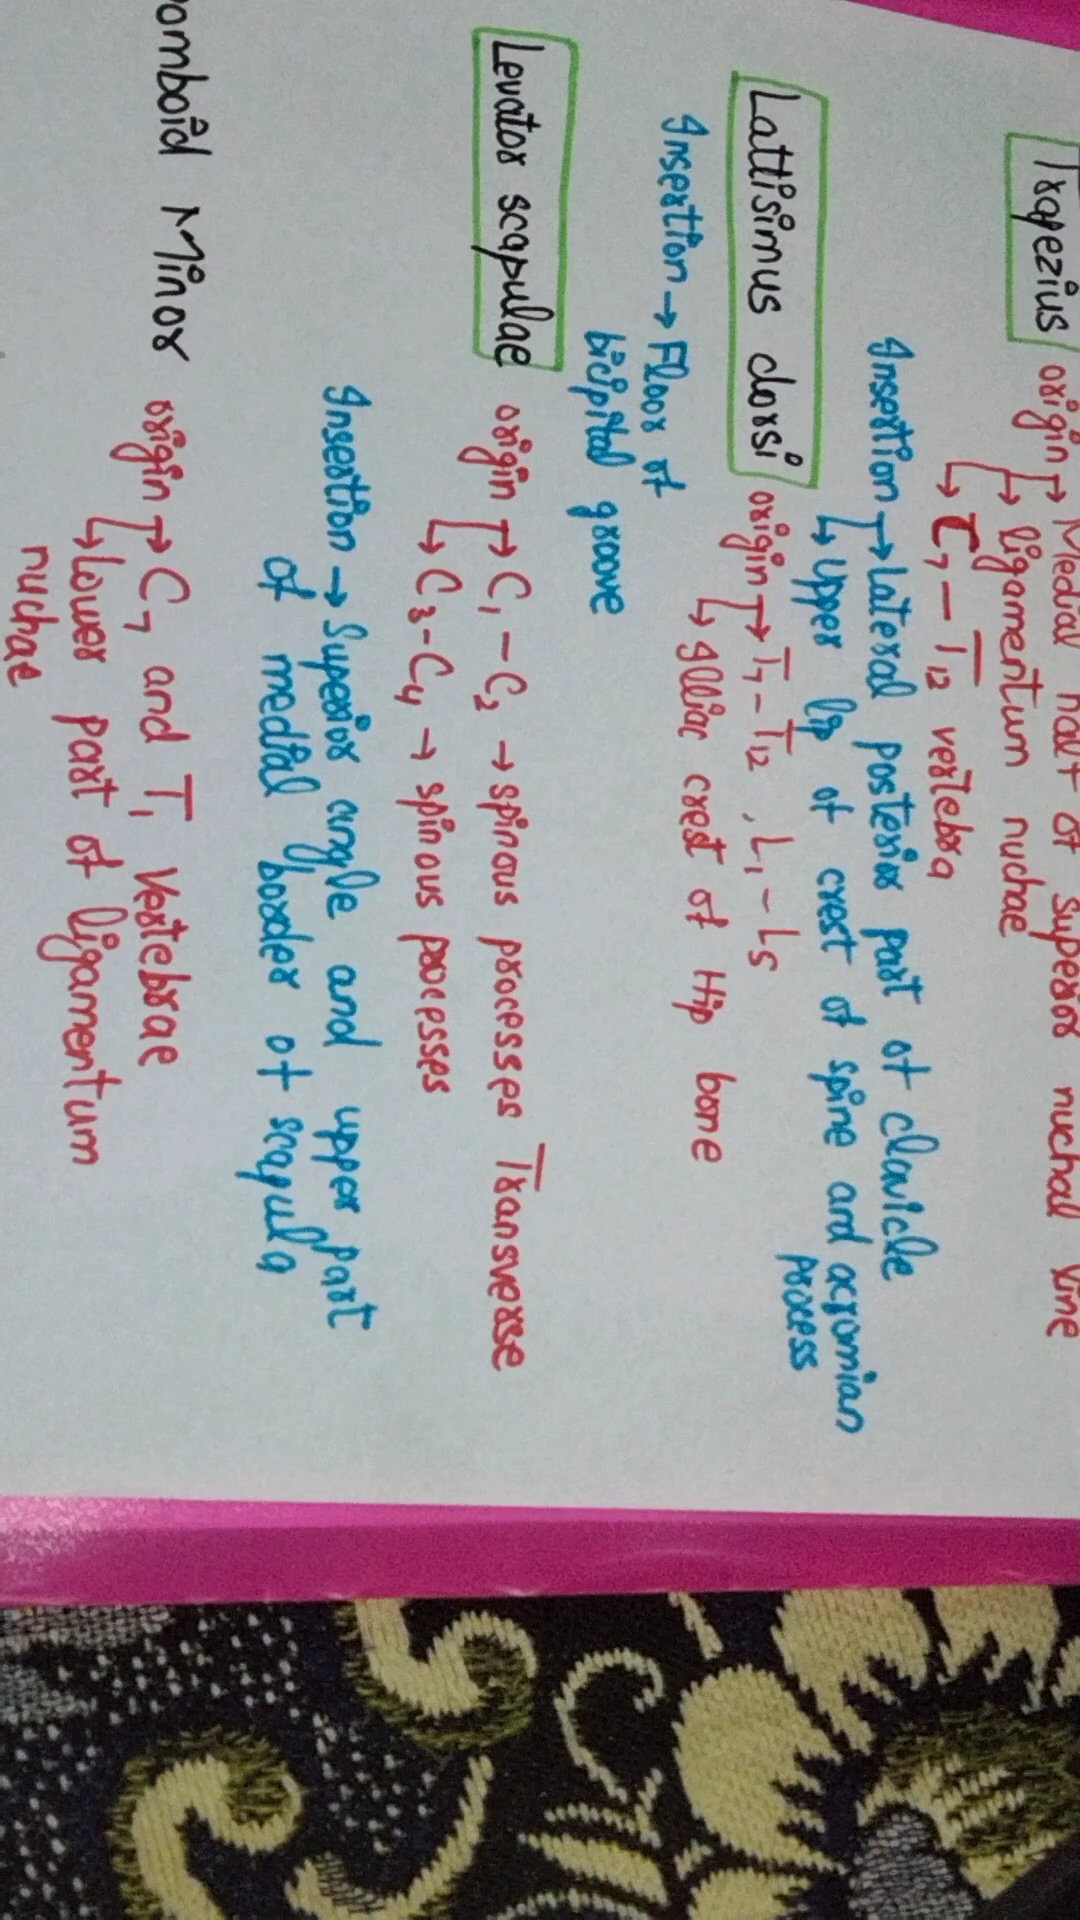 Trapezius origin → Medial half of superior nuchal line
→ ligamentum nuchae
→ C7 – T12 vertebra
Insertion → Lateral posterior part of clavicle
→ upper lip of crest of spine and acromian
process
Lattisimus dorsi origin → T7 – T12, L1 – L5
→ illiac crest of Hip bone
Insertion → Floor of
bicipital groove
Levator scapulae origin → C1 – C2 → spinous processes Transverse
→ C3 – C4 → spinous processes
Insertion → Superior angle and upper part
of medial border of scapula
omboid Minor origin → C7 and T1 vertebrae
→ lower part of ligamentum
nuchae